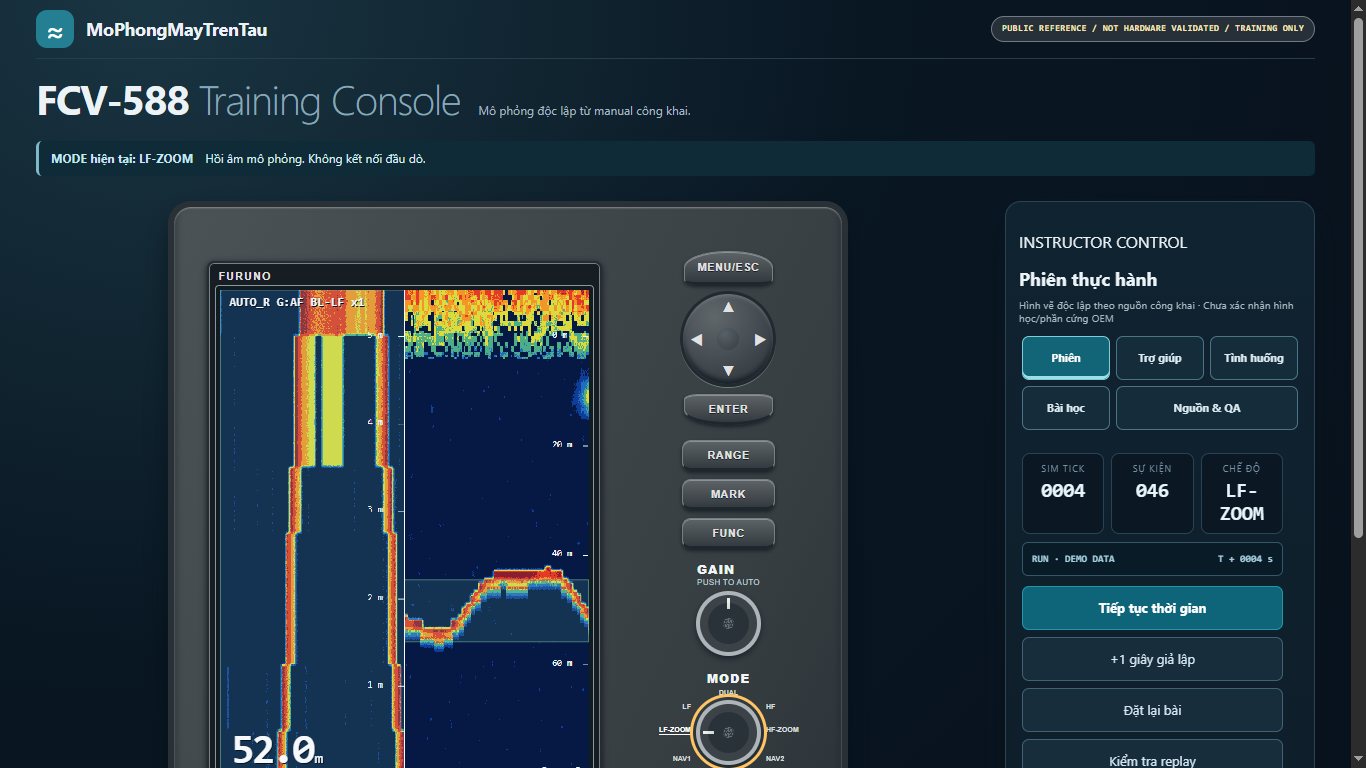 ≈ MoPhongMayTrenTau
PUBLIC REFERENCE / NOT HARDWARE VALIDATED / TRAINING ONLY
FCV-588 Training Console Mô phỏng độc lập từ manual công khai.
MODE hiện tại: LF-ZOOM Hồi âm mô phỏng. Không kết nối đầu dò.
FURUNO
AUTO_R G:AF BL-LF x1
5 m
4 m
3 m
2 m
1 m
52.0m
0 m
20 m
40 m
60 m
MENU/ESC
ENTER
RANGE
MARK
FUNC
GAIN
PUSH TO AUTO
MODE
DUAL
LF
HF
LF-ZOOM
HF-ZOOM
NAV1
NAV2
INSTRUCTOR CONTROL
Phiên thực hành
Hình vẽ độc lập theo nguồn công khai · Chưa xác nhận hình
học/phần cứng OEM
Phiên
Trợ giúp
Tình huống
Bài học
Nguồn & QA
SIM TICK
0004
SỰ KIỆN
046
CHẾ ĐỘ
LF-
ZOOM
RUN · DEMO DATA
T + 0004 s
Tiếp tục thời gian
+1 giây giả lập
Đặt lại bài
Kiểm tra replay